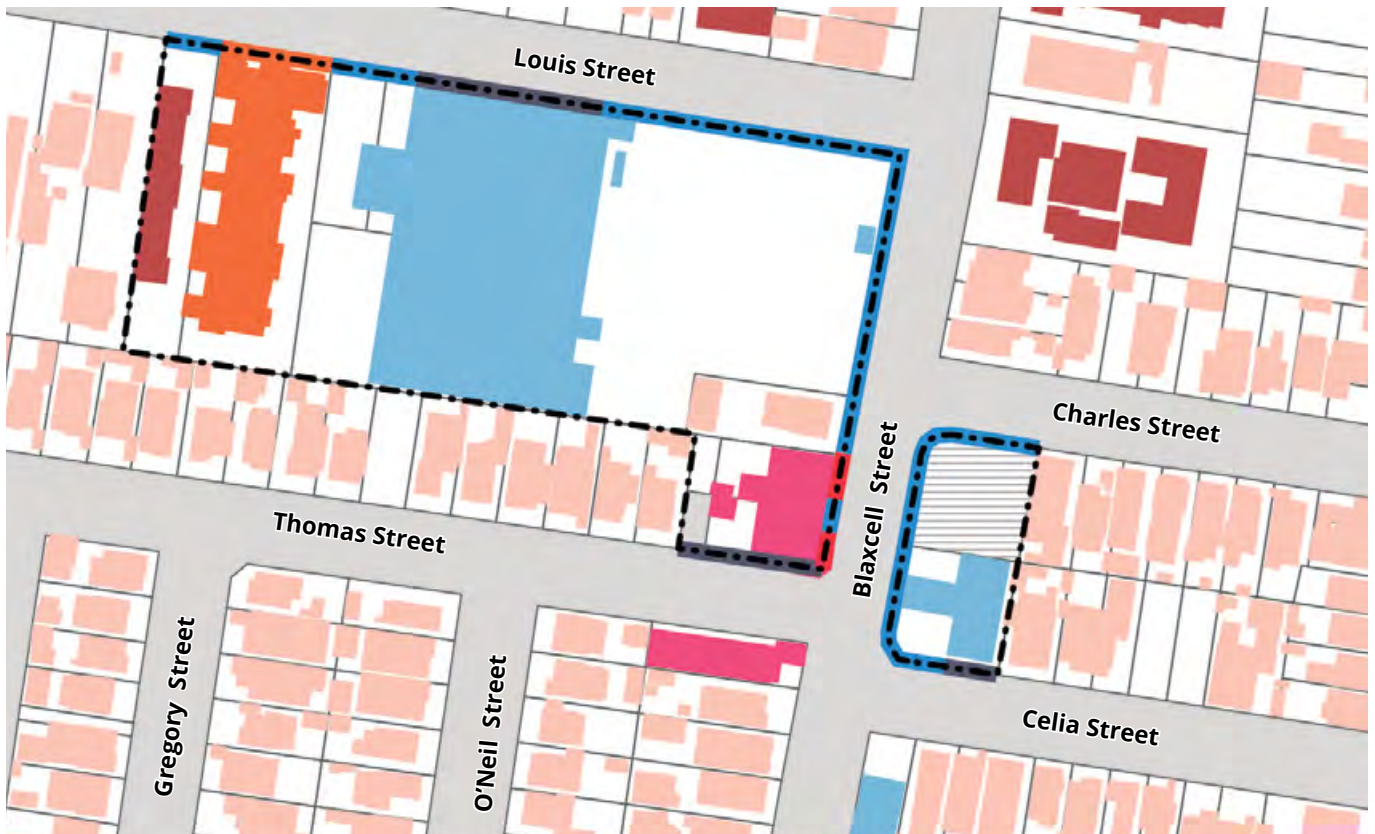 Louis Street
Charles Street
Blaxcell Street
Thomas Street
Gregory Street
O'Neil Street
Celia Street